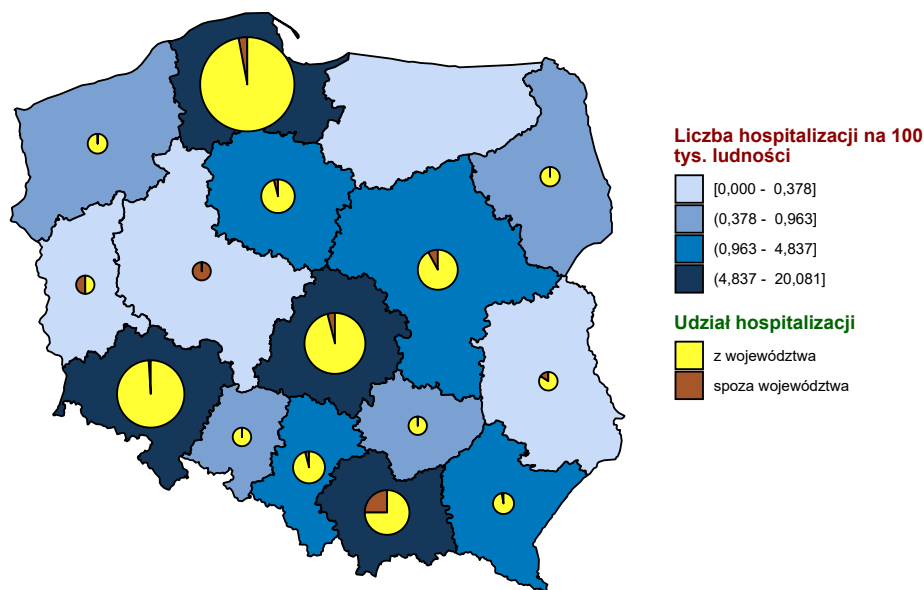 Liczba hospitalizacji na 100
tys. ludności
[0,000 - 0,378]
(0,378 - 0,963]
(0,963 - 4,837]
(4,837 - 20,081]
Udział hospitalizacji
z województwa
spoza województwa